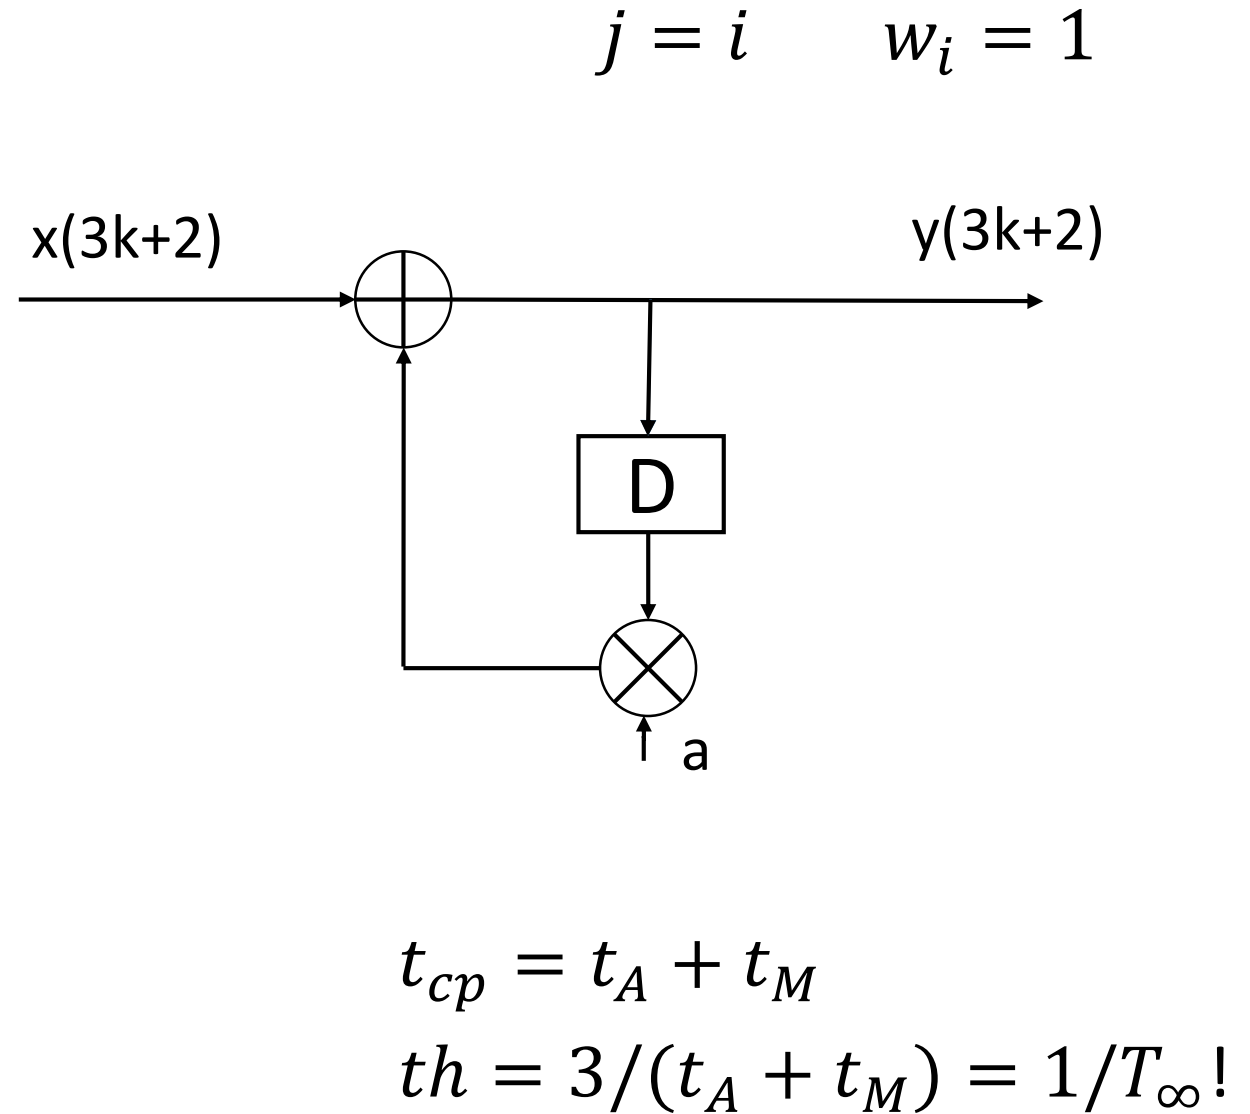 j = i w_i = 1
x(3k+2) y(3k+2)
D
a
t_cp = t_A + t_M
th = 3/(t_A + t_M) = 1/T_∞!